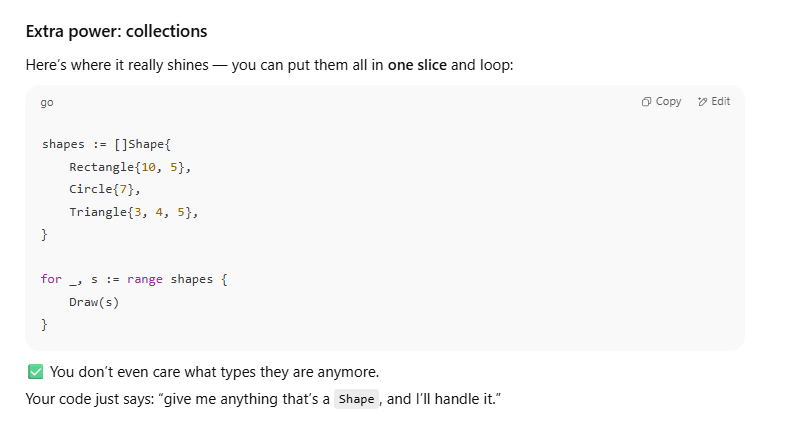 Extra power: collections
Here's where it really shines — you can put them all in one slice and loop:
go
Copy
Edit
shapes := []Shape{
    Rectangle{10, 5},
    Circle{7},
    Triangle{3, 4, 5},
}
for _, s := range shapes {
    Draw(s)
}
✅ You don't even care what types they are anymore.
Your code just says: “give me anything that's a Shape, and I'll handle it.”